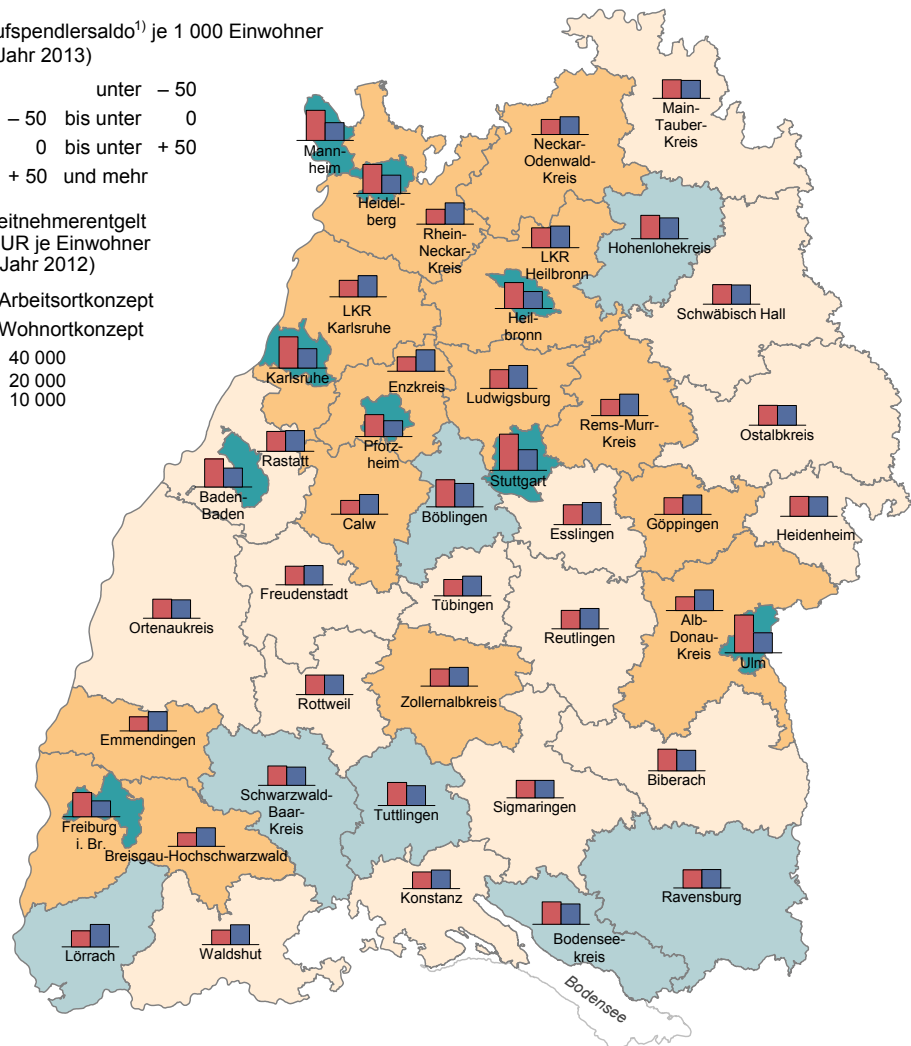 ufspendlersaldo1) je 1 000 Einwohner
Jahr 2013)
unter – 50
– 50 bis unter 0
0 bis unter + 50
+ 50 und mehr
eitnehmerentgelt
UR je Einwohner
Jahr 2012)
Arbeitsortkonzept
Wohnortkonzept
40 000
20 000
10 000
Main-
Tauber-
Kreis
Neckar-
Odenwald-
Kreis
Mann-
heim
Heidel-
berg
Rhein-
Neckar-
Kreis
LKR
Heilbronn
Hohenlohekreis
Schwäbisch Hall
LKR
Karlsruhe
Heil-
bronn
Karlsruhe
Enzkreis
Ludwigsburg
Rems-Murr-
Kreis
Ostalbkreis
Pforz-
heim
Rastatt
Baden-
Baden
Stuttgart
Calw
Böblingen
Esslingen
Göppingen
Heidenheim
Freudenstadt
Tübingen
Ortenaukreis
Reutlingen
Alb-
Donau-
Kreis
Ulm
Rottweil
Zollernalbkreis
Emmendingen
Biberach
Schwarzwald-
Baar-
Kreis
Tuttlingen
Sigmaringen
Freiburg
i. Br.
Breisgau-Hochschwarzwald
Konstanz
Ravensburg
Lörrach
Waldshut
Bodensee-
kreis
Bodensee